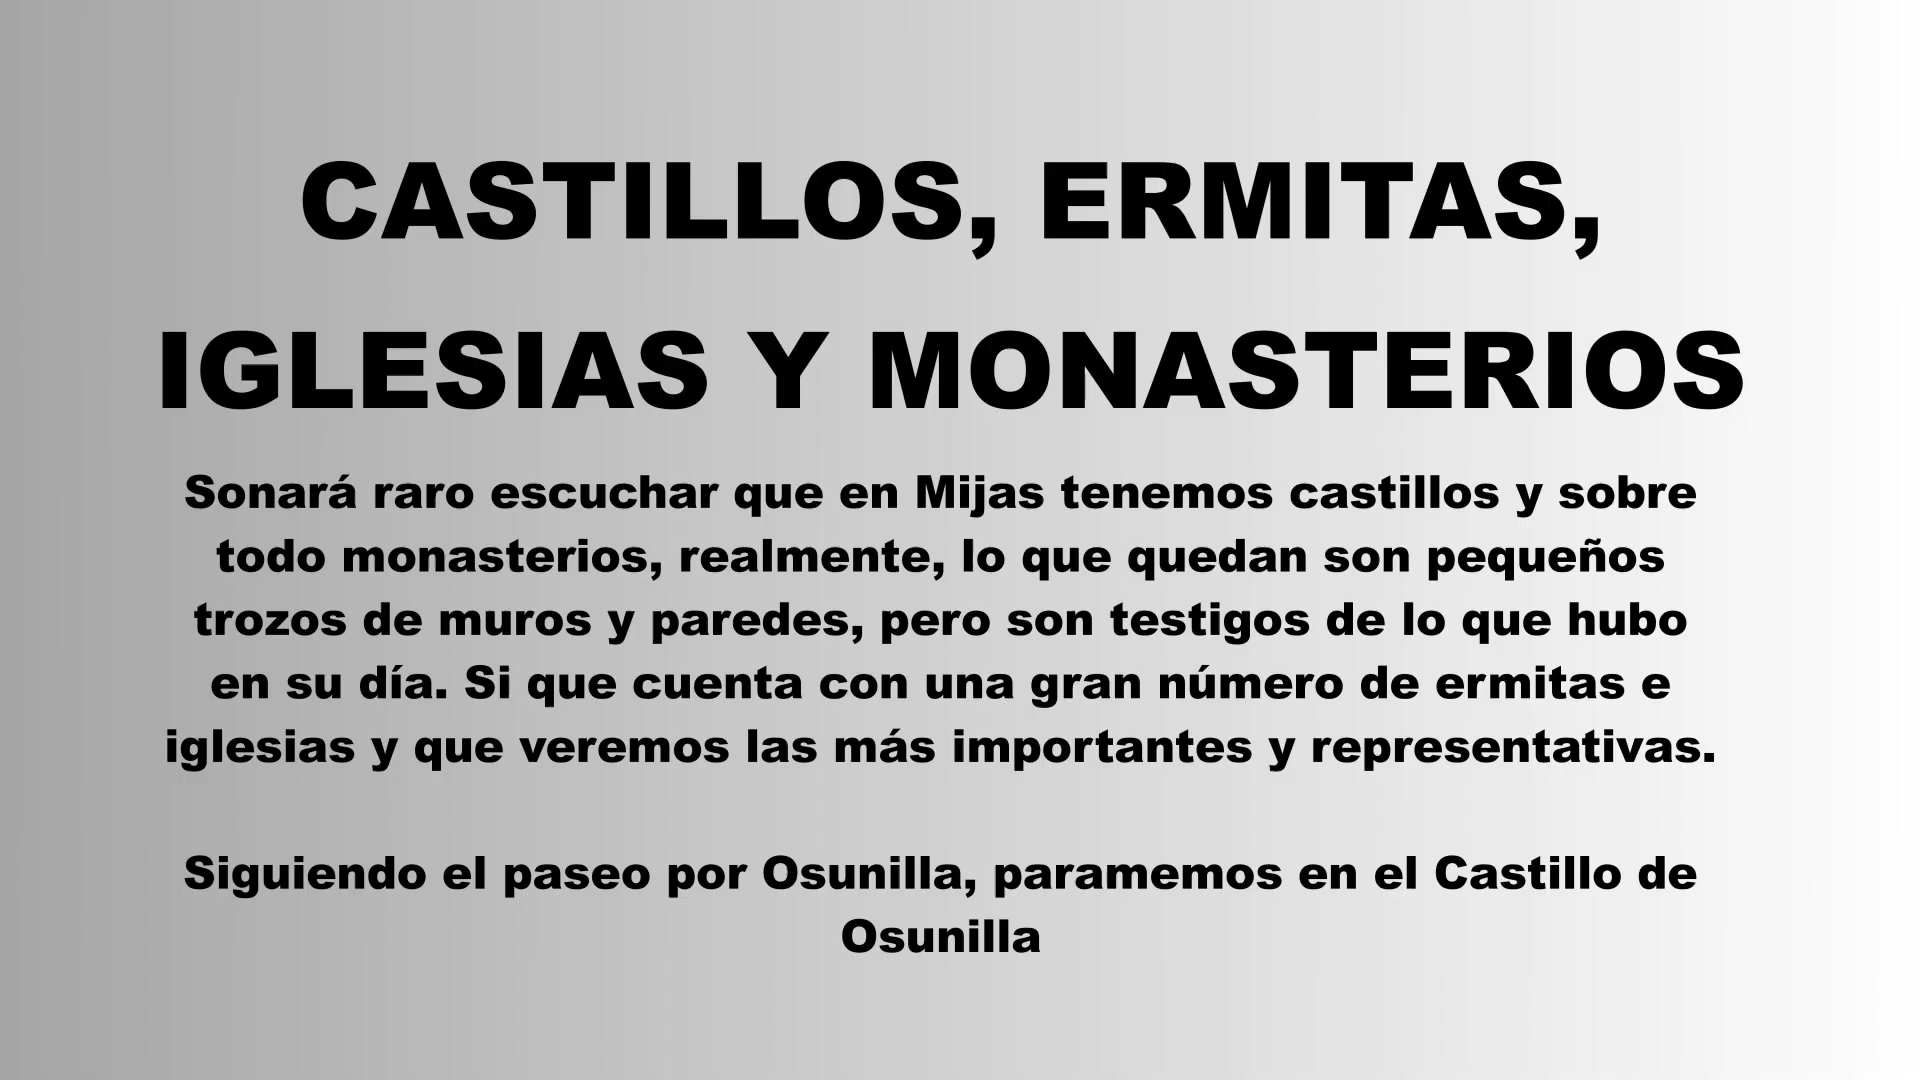 CASTILLOS, ERMITAS,
IGLESIAS Y MONASTERIOS
Sonará raro escuchar que en Mijas tenemos castillos y sobre
todo monasterios, realmente, lo que quedan son pequeños
trozos de muros y paredes, pero son testigos de lo que hubo
en su día. Si que cuenta con una gran número de ermitas e
iglesias y que veremos las más importantes y representativas.
Siguiendo el paseo por Osunilla, paramemos en el Castillo de
Osunilla